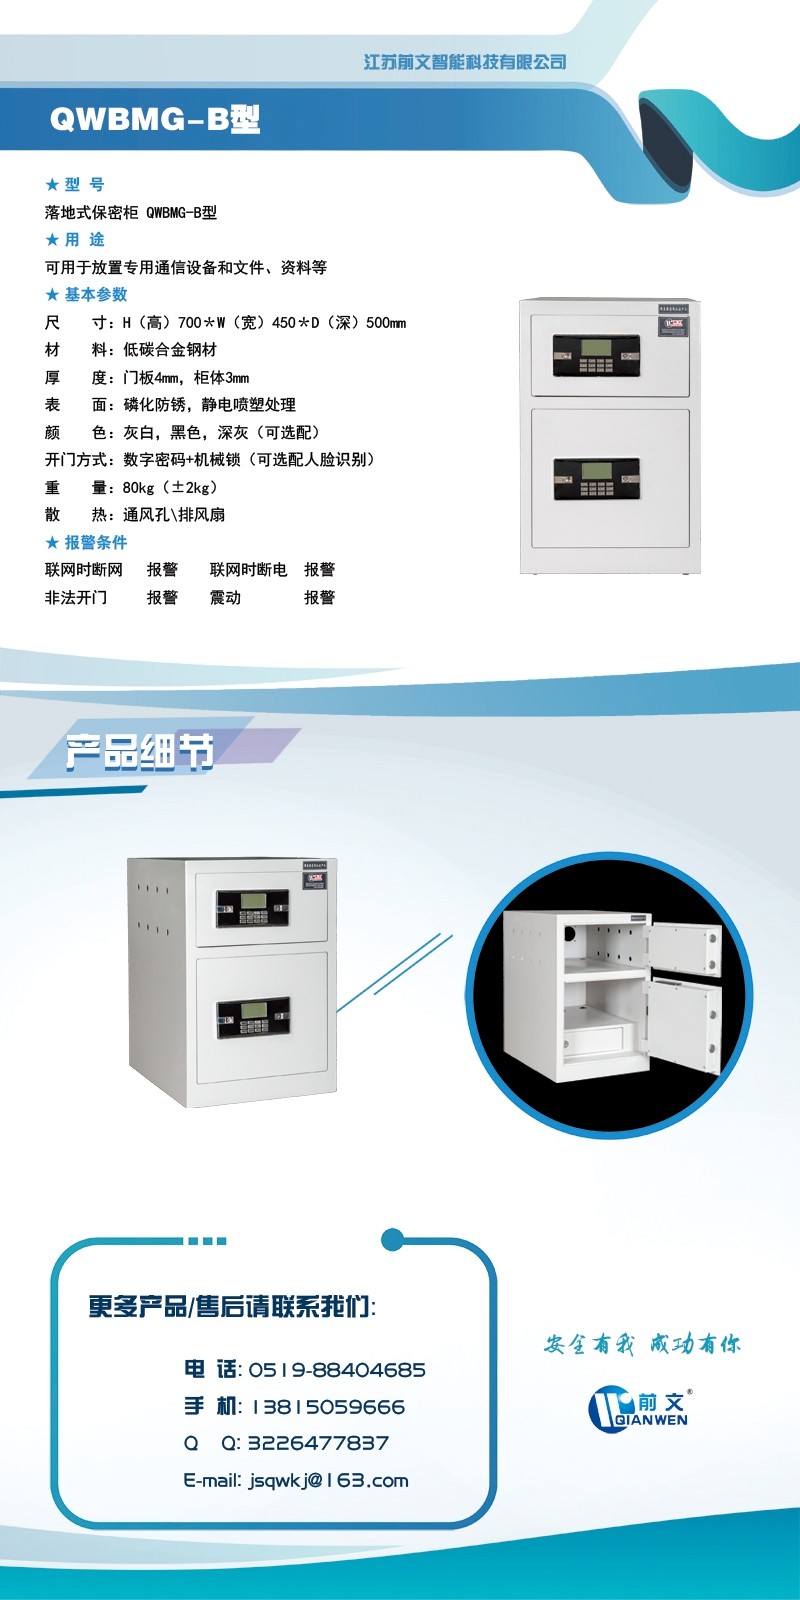 江苏前文智能科技有限公司
QWBMG-B型
★ 型 号
落地式保密柜 QWBMG-B型
★ 用 途
可用于放置专用通信设备和文件、资料等
★ 基本参数
尺 寸：H（高）700*W（宽）450*D（深）500mm
材 料：低碳合金钢材
厚 度：门板4mm，柜体3mm
表 面：磷化防锈，静电喷塑处理
颜 色：灰白，黑色，深灰（可选配）
开门方式：数字密码+机械锁（可选配人脸识别）
重 量：80kg（±2kg）
散 热：通风孔\排风扇
★ 报警条件
联网时断网 报警 联网时断电 报警
非法开门 报警 震动 报警
产品细节
更多产品/售后请联系我们:
电 话: 0519-88404685
手 机: 13815059666
Q Q: 3226477837
E-mail: jsqwkj@163.com
安全有我 成功有你
前文®
QIANWEN